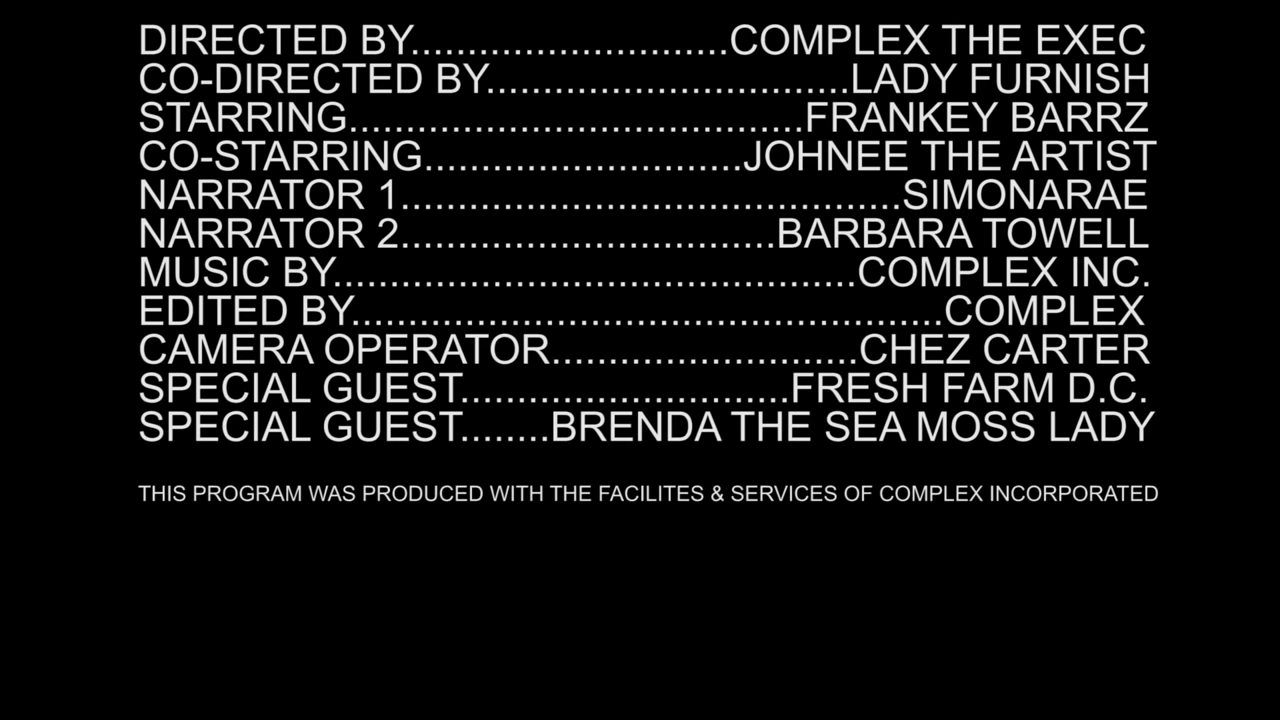 DIRECTED BY............................COMPLEX THE EXEC
CO-DIRECTED BY................................LADY FURNISH
STARRING........................................FRANKEY BARRZ
CO-STARRING............................JOHNEE THE ARTIST
NARRATOR 1............................................SIMONARAE
NARRATOR 2.................................BARBARA TOWELL
MUSIC BY..............................................COMPLEX INC.
EDITED BY....................................................COMPLEX
CAMERA OPERATOR...........................CHEZ CARTER
SPECIAL GUEST.............................FRESH FARM D.C.
SPECIAL GUEST........BRENDA THE SEA MOSS LADY
THIS PROGRAM WAS PRODUCED WITH THE FACILITES & SERVICES OF COMPLEX INCORPORATED